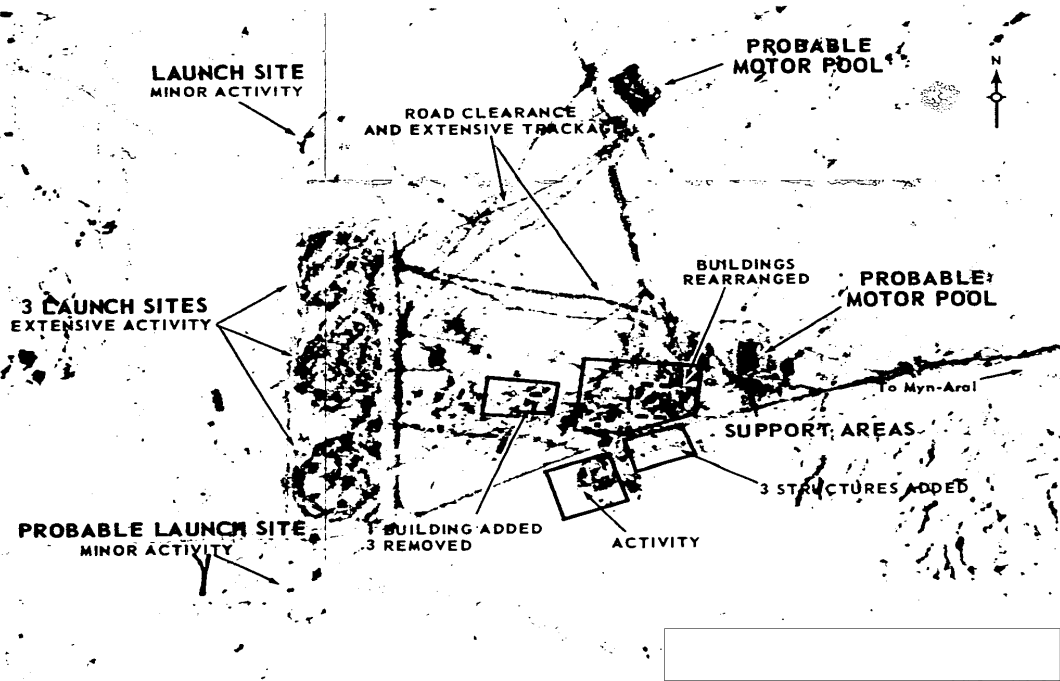 PROBABLE
MOTOR POOL
LAUNCH SITE
MINOR ACTIVITY
N
ROAD CLEARANCE
AND EXTENSIVE TRACKAGE
BUILDINGS
REARRANGED
PROBABLE
MOTOR POOL
3 LAUNCH SITES
EXTENSIVE ACTIVITY
To Myn-Aral
SUPPORT AREAS
3 STRUCTURES ADDED
PROBABLE LAUNCH SITE
MINOR ACTIVITY
1 BUILDING ADDED
3 REMOVED
ACTIVITY